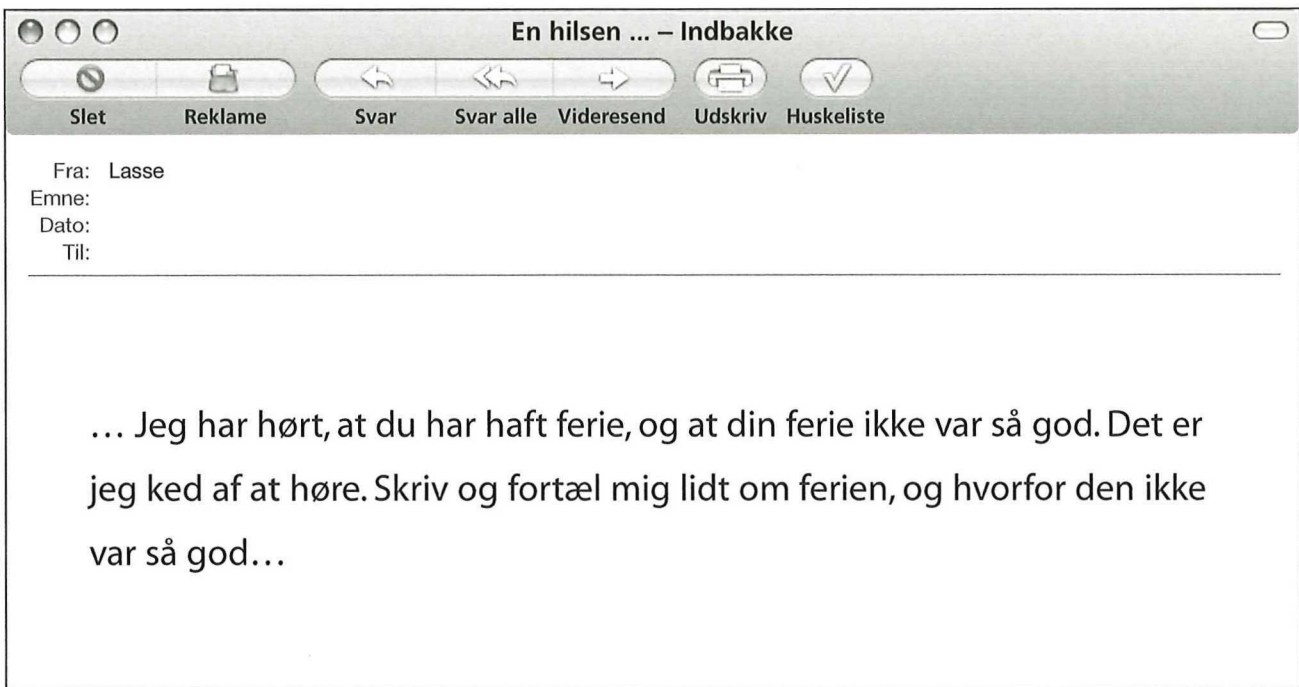 En hilsen ... – Indbakke
Slet Reklame Svar Svar alle Videresend Udskriv Huskeliste
Fra: Lasse
Emne:
Dato:
Til:
... Jeg har hørt, at du har haft ferie, og at din ferie ikke var så god. Det er
jeg ked af at høre. Skriv og fortæl mig lidt om ferien, og hvorfor den ikke
var så god...